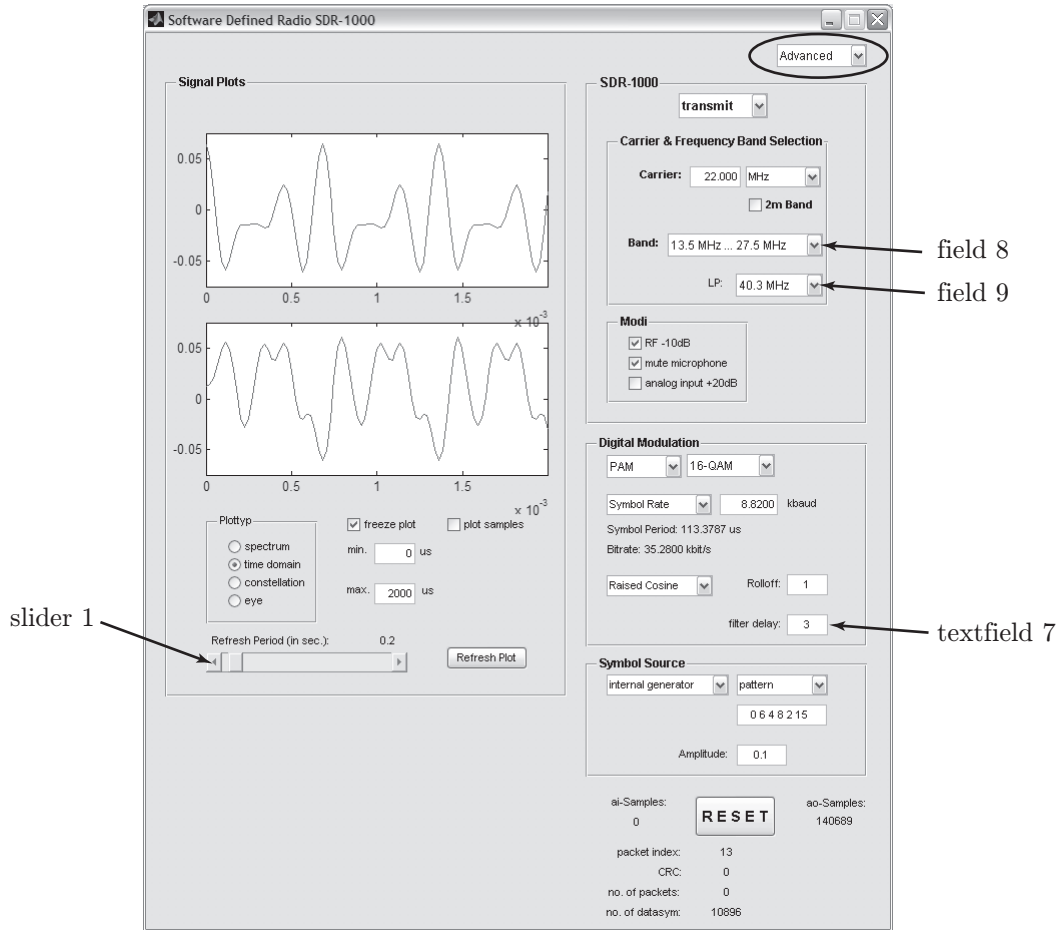 Software Defined Radio SDR-1000
Advanced
Signal Plots
0.05
0
-0.05
0
0.5
1
1.5
x 10-3
0.05
0
-0.05
0
0.5
1
1.5
x 10-3
Plottyp
spectrum
time domain
constellation
eye
freeze plot
plot samples
min.
0
us
max.
2000
us
slider 1
Refresh Period (in sec.):
0.2
Refresh Plot
SDR-1000
transmit
Carrier & Frequency Band Selection
Carrier:
22.000
MHz
2m Band
Band:
13.5 MHz ... 27.5 MHz
field 8
LP:
40.3 MHz
field 9
Modi
RF -10dB
mute microphone
analog input +20dB
Digital Modulation
PAM
16-QAM
Symbol Rate
8.8200
kbaud
Symbol Period: 113.3787 us
Bitrate: 35.2800 kbit/s
Raised Cosine
Rolloff:
1
filter delay:
3
textfield 7
Symbol Source
internal generator
pattern
0 6 4 8 2 15
Amplitude:
0.1
ai-Samples:
0
RESET
ao-Samples:
140689
packet index:
13
CRC:
0
no. of packets:
0
no. of datasym:
10896